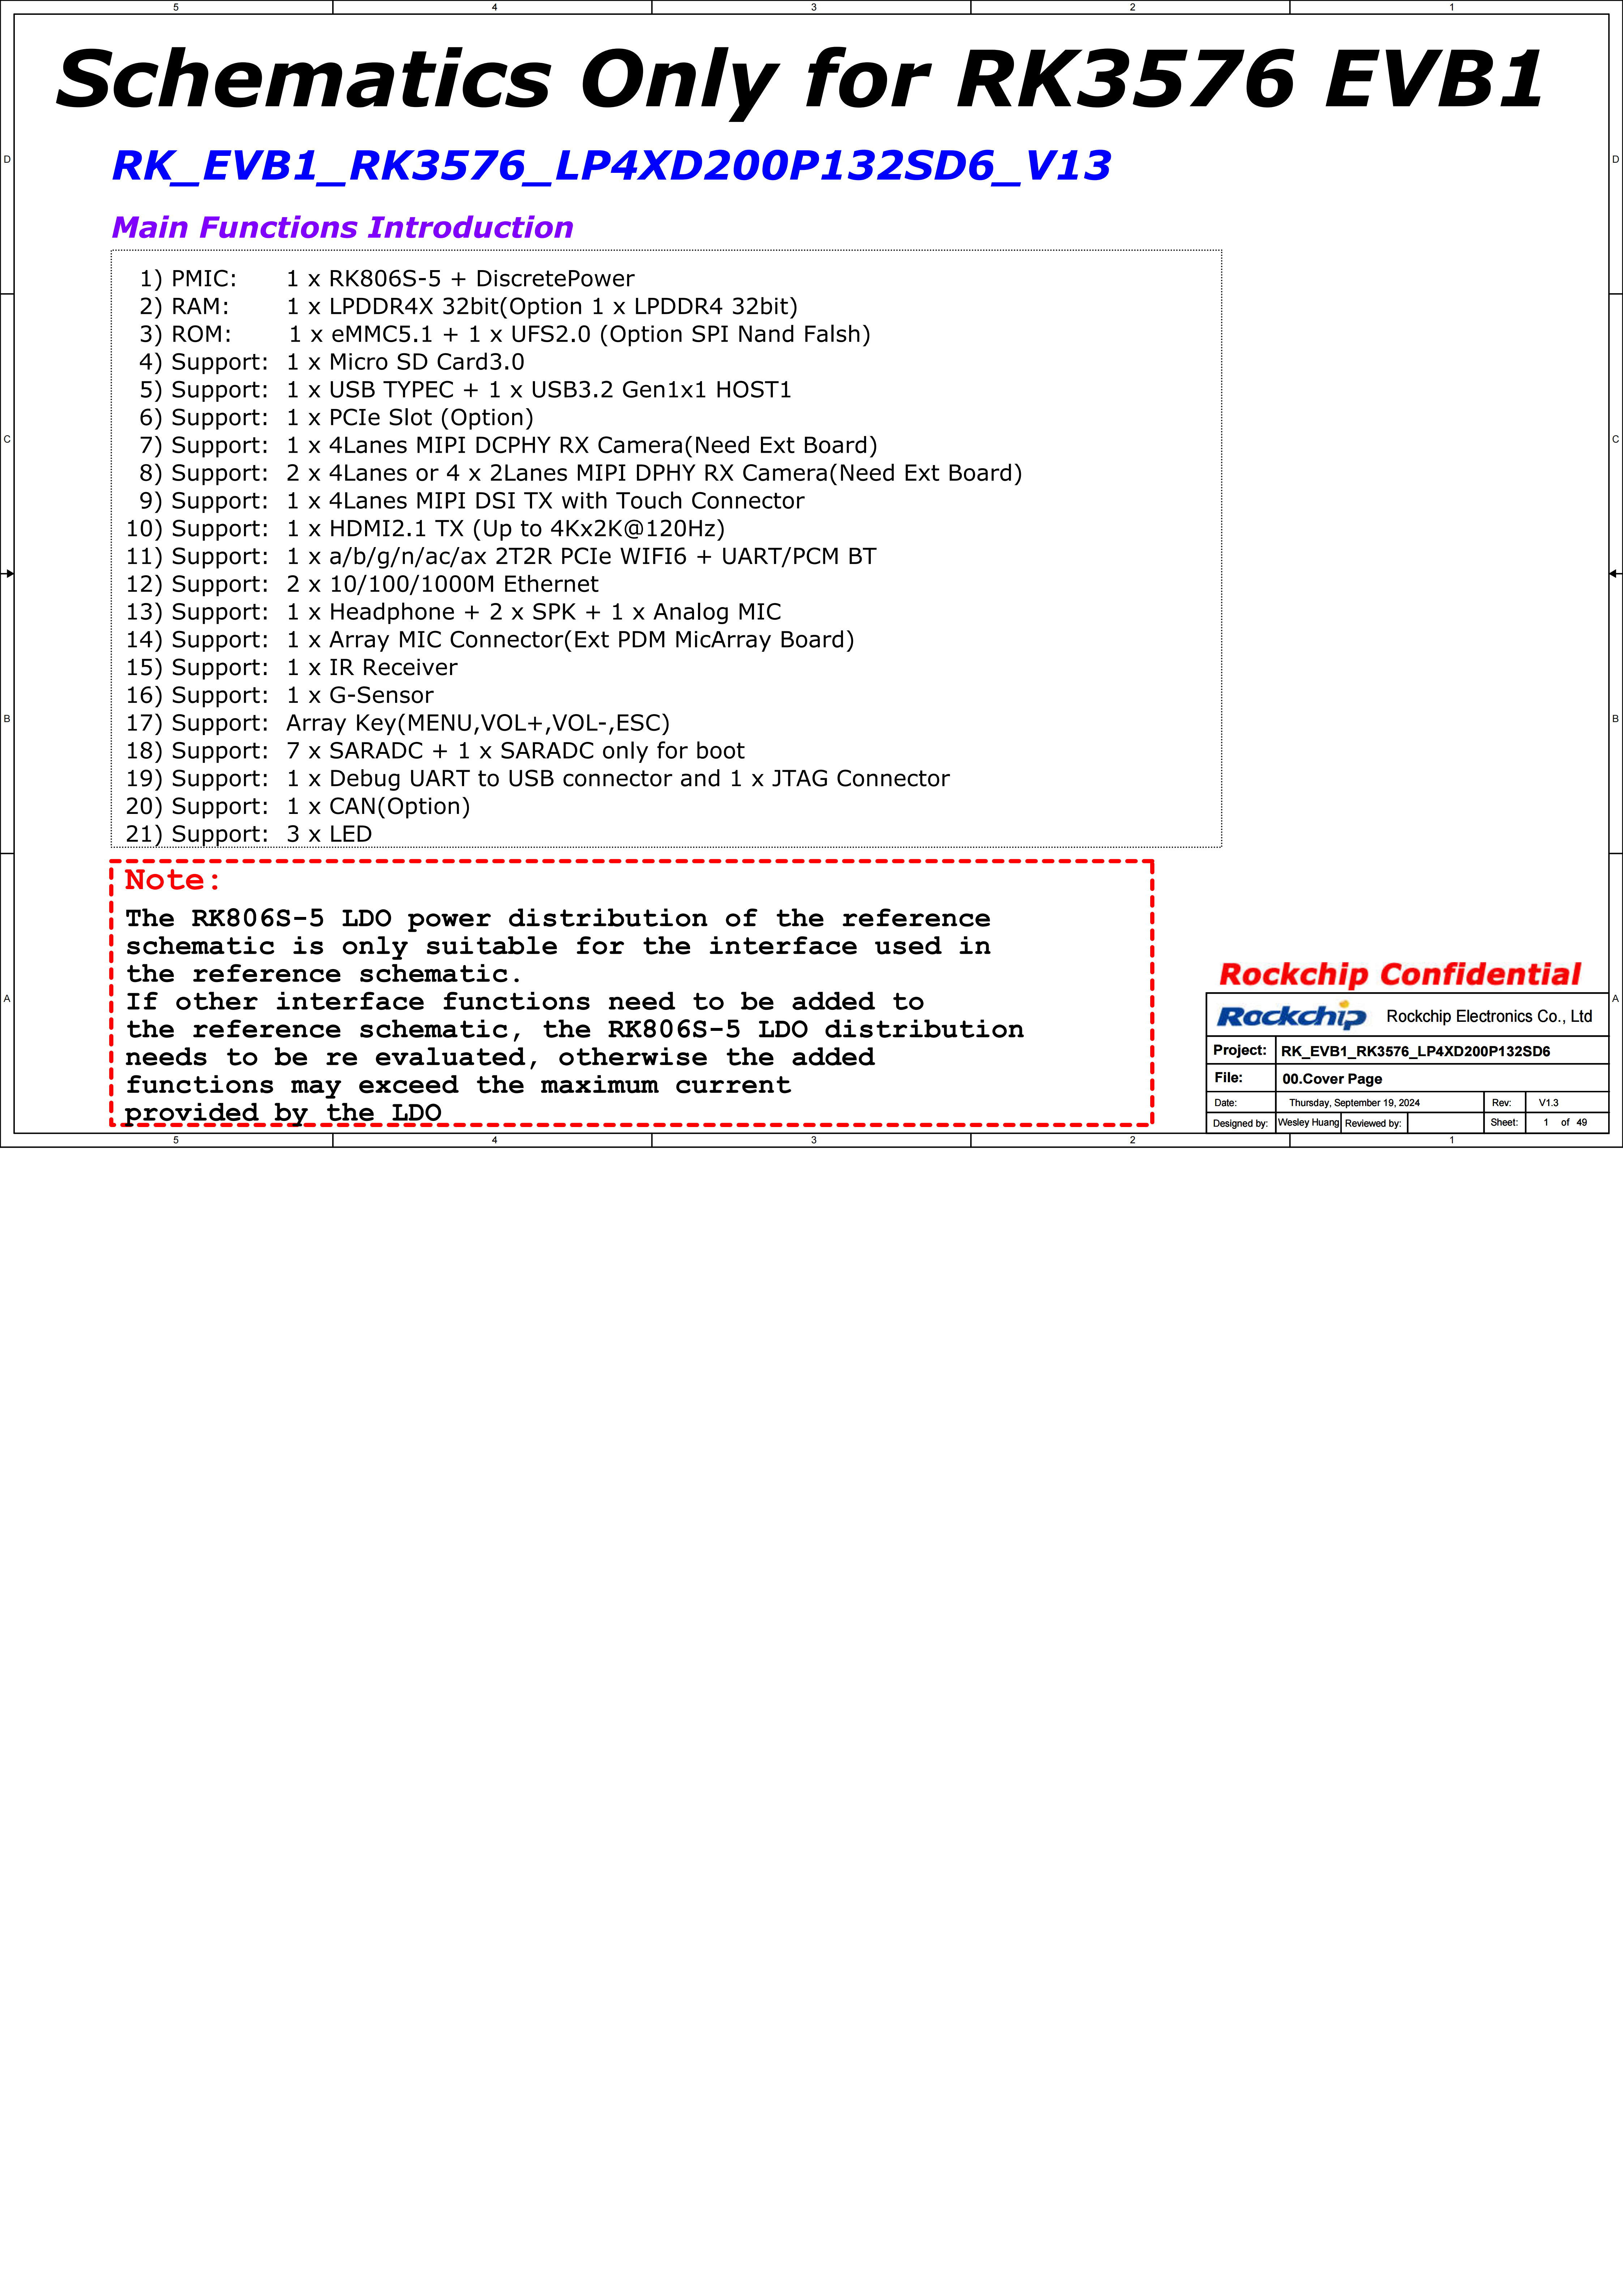 5 4 3 2 1
Schematics Only for RK3576 EVB1
D D
RK_EVB1_RK3576_LP4XD200P132SD6_V13
Main Functions Introduction
1) PMIC: 1 x RK806S-5 + DiscretePower
2) RAM: 1 x LPDDR4X 32bit(Option 1 x LPDDR4 32bit)
3) ROM: 1 x eMMC5.1 + 1 x UFS2.0 (Option SPI Nand Falsh)
4) Support: 1 x Micro SD Card3.0
5) Support: 1 x USB TYPEC + 1 x USB3.2 Gen1x1 HOST1
6) Support: 1 x PCIe Slot (Option)
C C
7) Support: 1 x 4Lanes MIPI DCPHY RX Camera(Need Ext Board)
8) Support: 2 x 4Lanes or 4 x 2Lanes MIPI DPHY RX Camera(Need Ext Board)
9) Support: 1 x 4Lanes MIPI DSI TX with Touch Connector
10) Support: 1 x HDMI2.1 TX (Up to 4Kx2K@120Hz)
11) Support: 1 x a/b/g/n/ac/ax 2T2R PCIe WIFI6 + UART/PCM BT
12) Support: 2 x 10/100/1000M Ethernet
13) Support: 1 x Headphone + 2 x SPK + 1 x Analog MIC
14) Support: 1 x Array MIC Connector(Ext PDM MicArray Board)
15) Support: 1 x IR Receiver
16) Support: 1 x G-Sensor
B B
17) Support: Array Key(MENU,VOL+,VOL-,ESC)
18) Support: 7 x SARADC + 1 x SARADC only for boot
19) Support: 1 x Debug UART to USB connector and 1 x JTAG Connector
20) Support: 1 x CAN(Option)
21) Support: 3 x LED
Note:
The RK806S-5 LDO power distribution of the reference
schematic is only suitable for the interface used in
the reference schematic.
If other interface functions need to be added to
the reference schematic, the RK806S-5 LDO distribution
needs to be re evaluated, otherwise the added
functions may exceed the maximum current
provided by the LDO
A A
Rockchip Confidential
Rockchip Rockchip Electronics Co., Ltd
Project: RK_EVB1_RK3576_LP4XD200P132SD6
File: 00.Cover Page
Date: Thursday, September 19, 2024 Rev: V1.3
Designed by: Wesley Huang Reviewed by: Sheet: 1 of 49
5 4 3 2 1